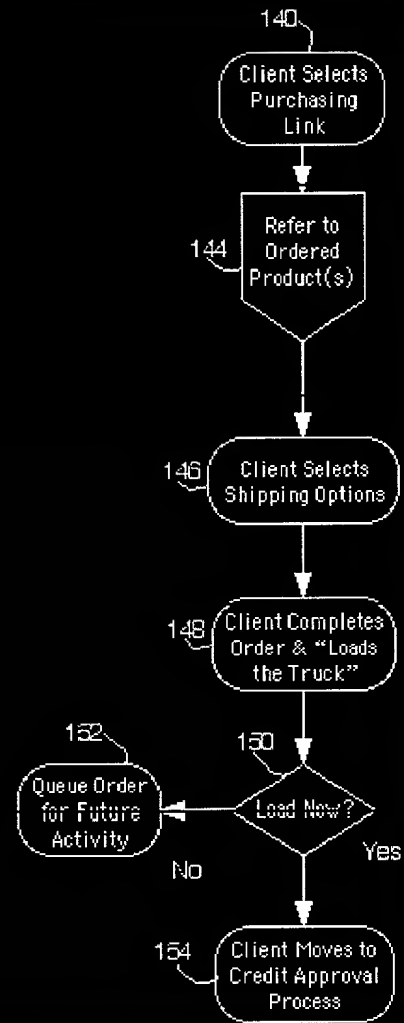 140
Client Selects
Purchasing
Link
144
Refer to
Ordered
Product(s)
146
Client Selects
Shipping Options
148
Client Completes
Order & “Loads
the Truck”
150
Load Now?
152
Queue Order
for Future
Activity
No
Yes
154
Client Moves to
Credit Approval
Process